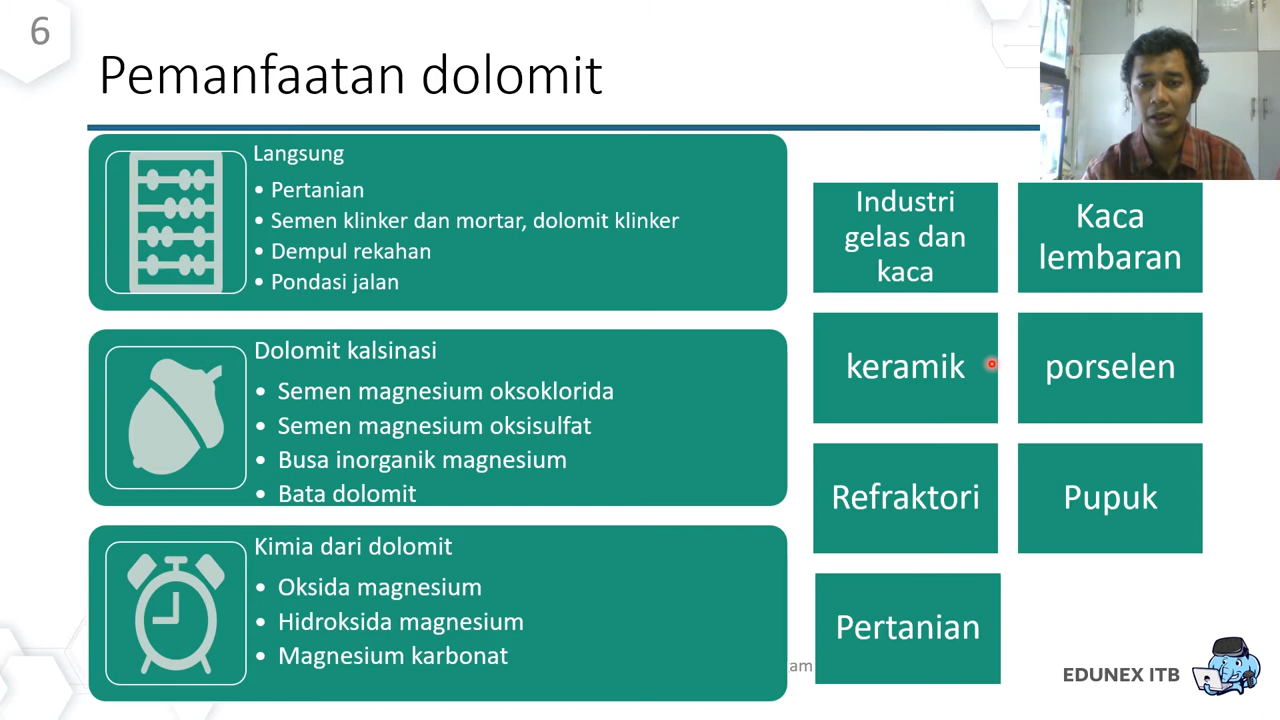 6
Pemanfaatan dolomit
Langsung
• Pertanian
• Semen klinker dan mortar, dolomit klinker
• Dempul rekahan
• Pondasi jalan
Dolomit kalsinasi
• Semen magnesium oksoklorida
• Semen magnesium oksisulfat
• Busa inorganik magnesium
• Bata dolomit
Kimia dari dolomit
• Oksida magnesium
• Hidroksida magnesium
• Magnesium karbonat
Industri
gelas dan
kaca
Kaca
lembaran
keramik
porselen
Refraktori
Pupuk
Pertanian
EDUNEX ITB